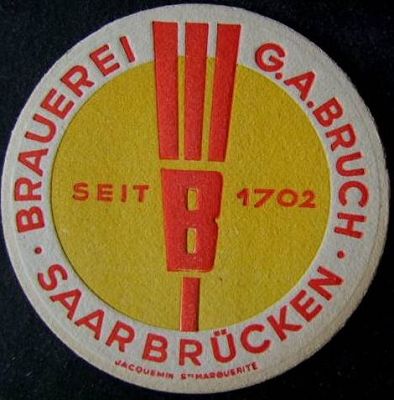 BRAUEREI G.A. BRUCH
· SAARBRÜCKEN ·
SEIT B 1702
JACQUEMIN STE MARGUERITE